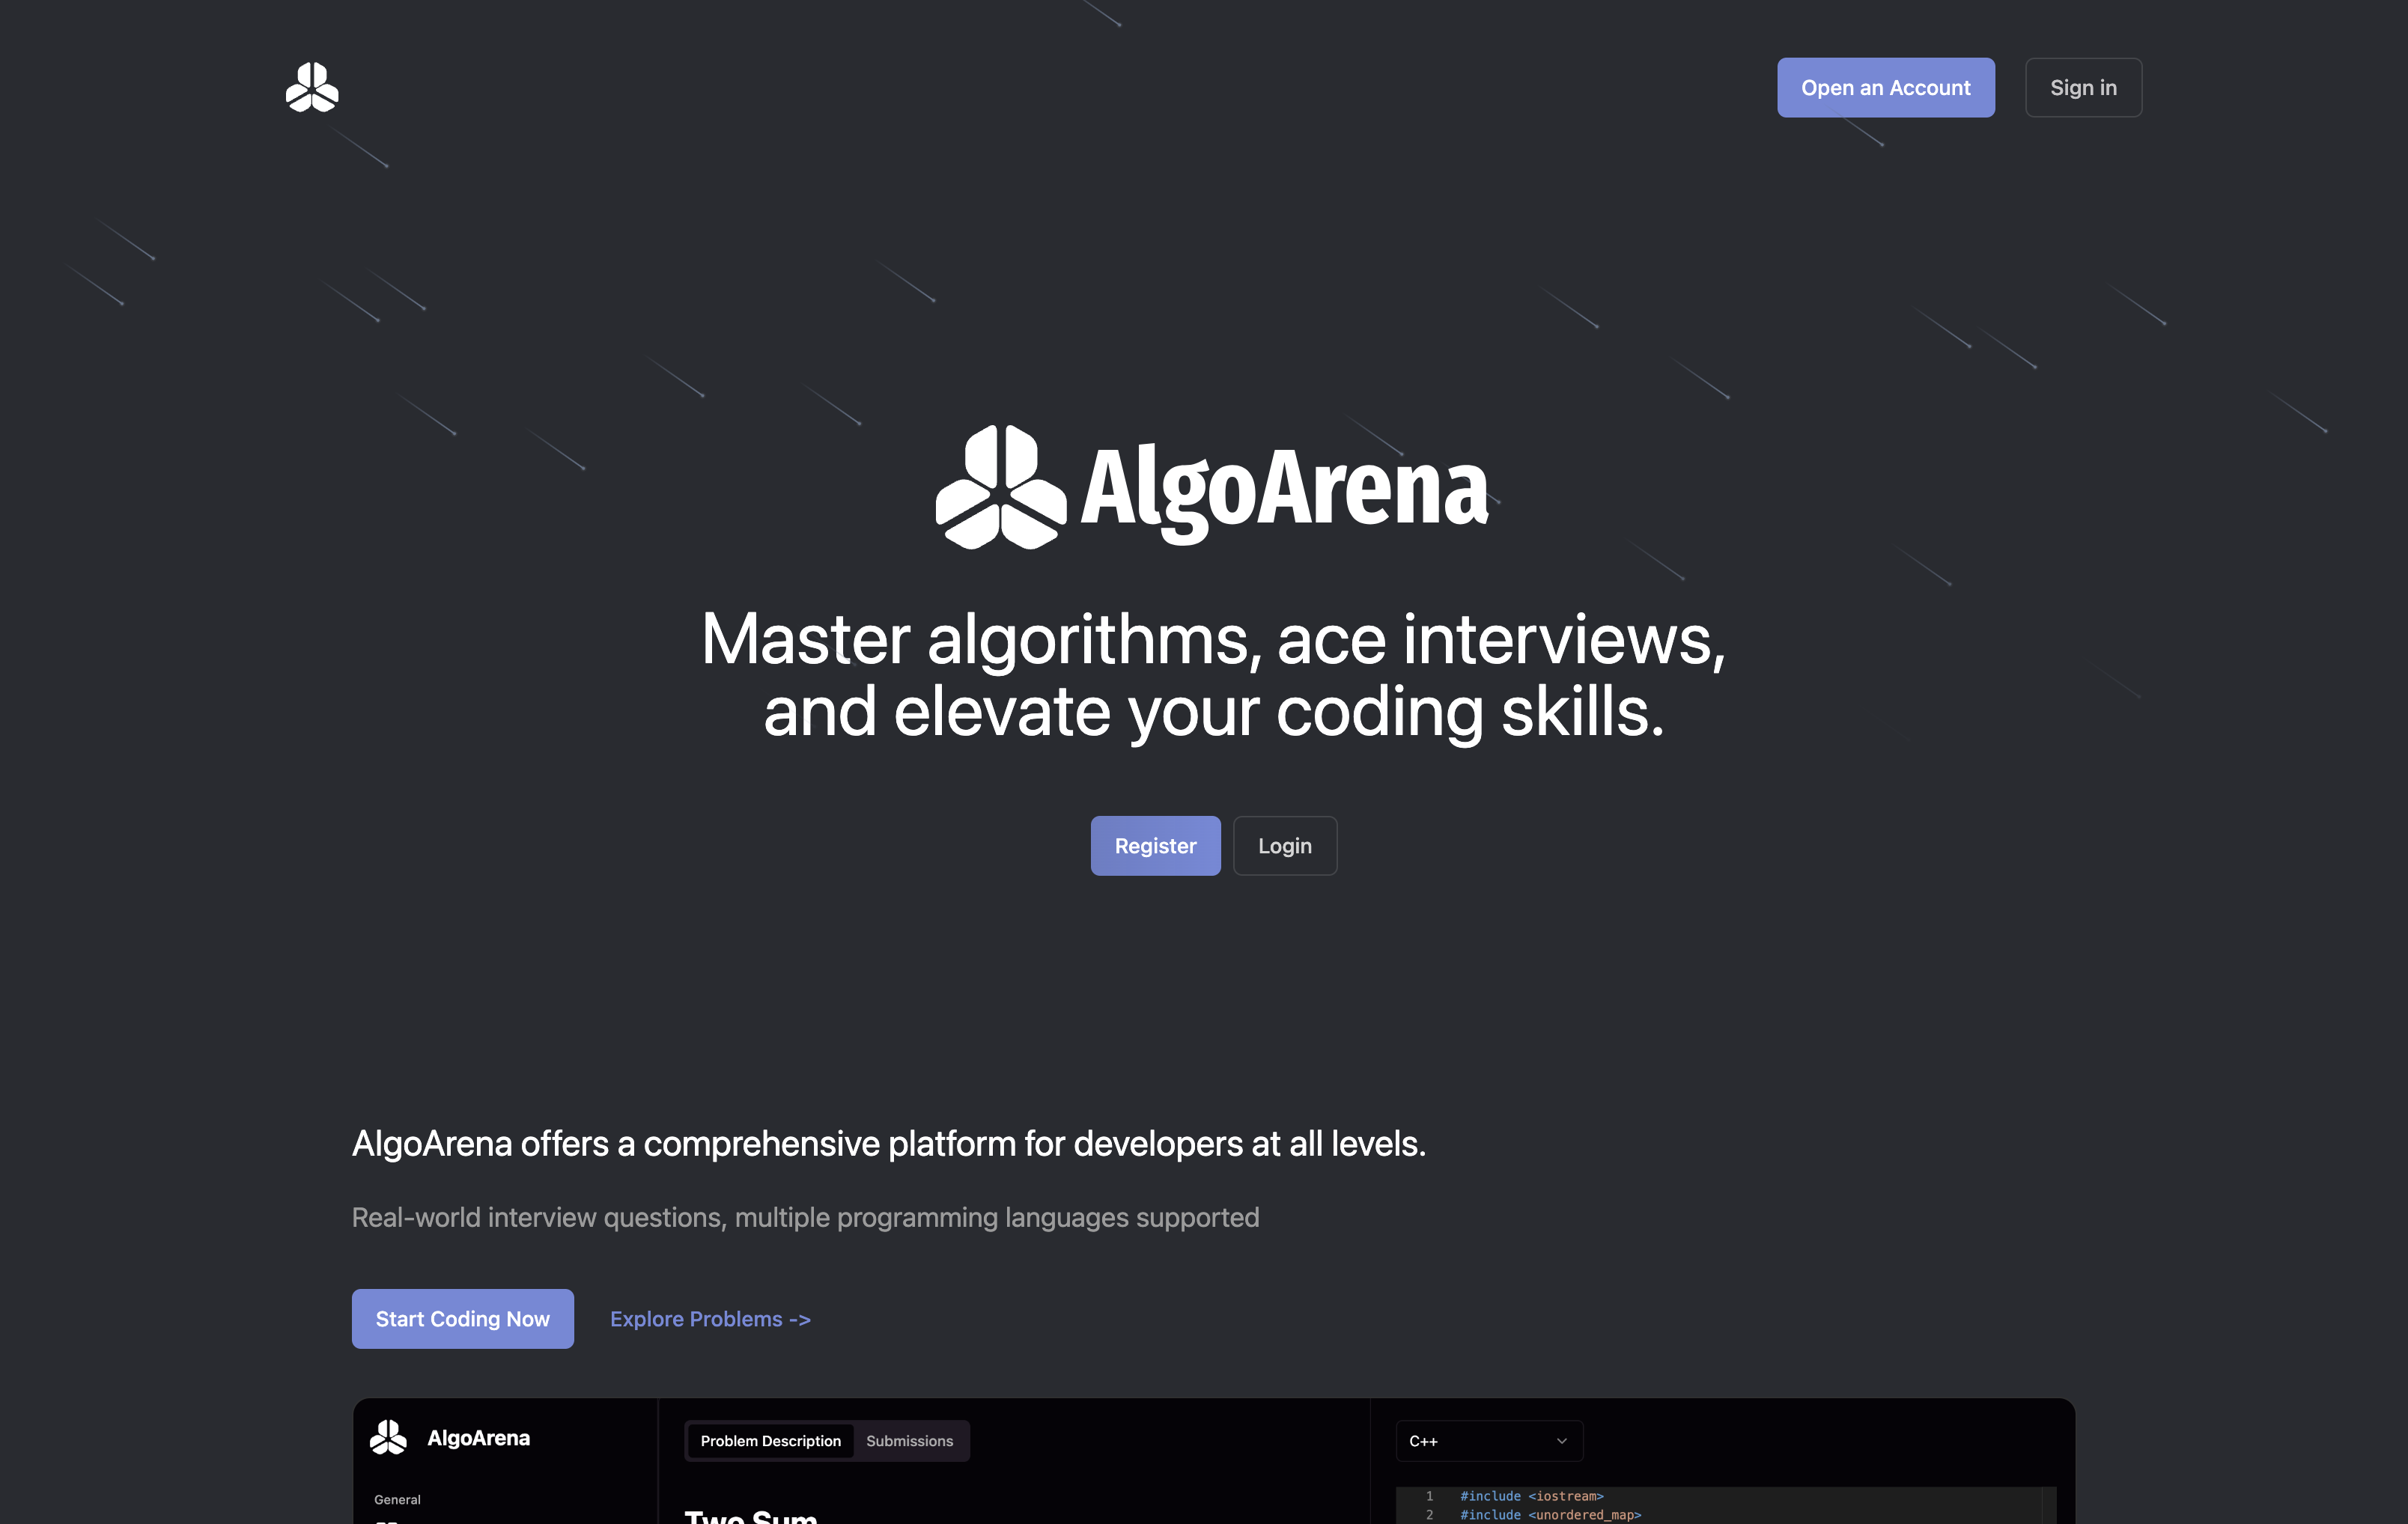 Open an Account
Sign in
AlgoArena
Master algorithms, ace interviews,
and elevate your coding skills.
Register
Login
AlgoArena offers a comprehensive platform for developers at all levels.
Real-world interview questions, multiple programming languages supported
Start Coding Now
Explore Problems ->
AlgoArena
General
Problem Description
Submissions
Two Sum
C++
1 #include <iostream>
2 #include <unordered_map>